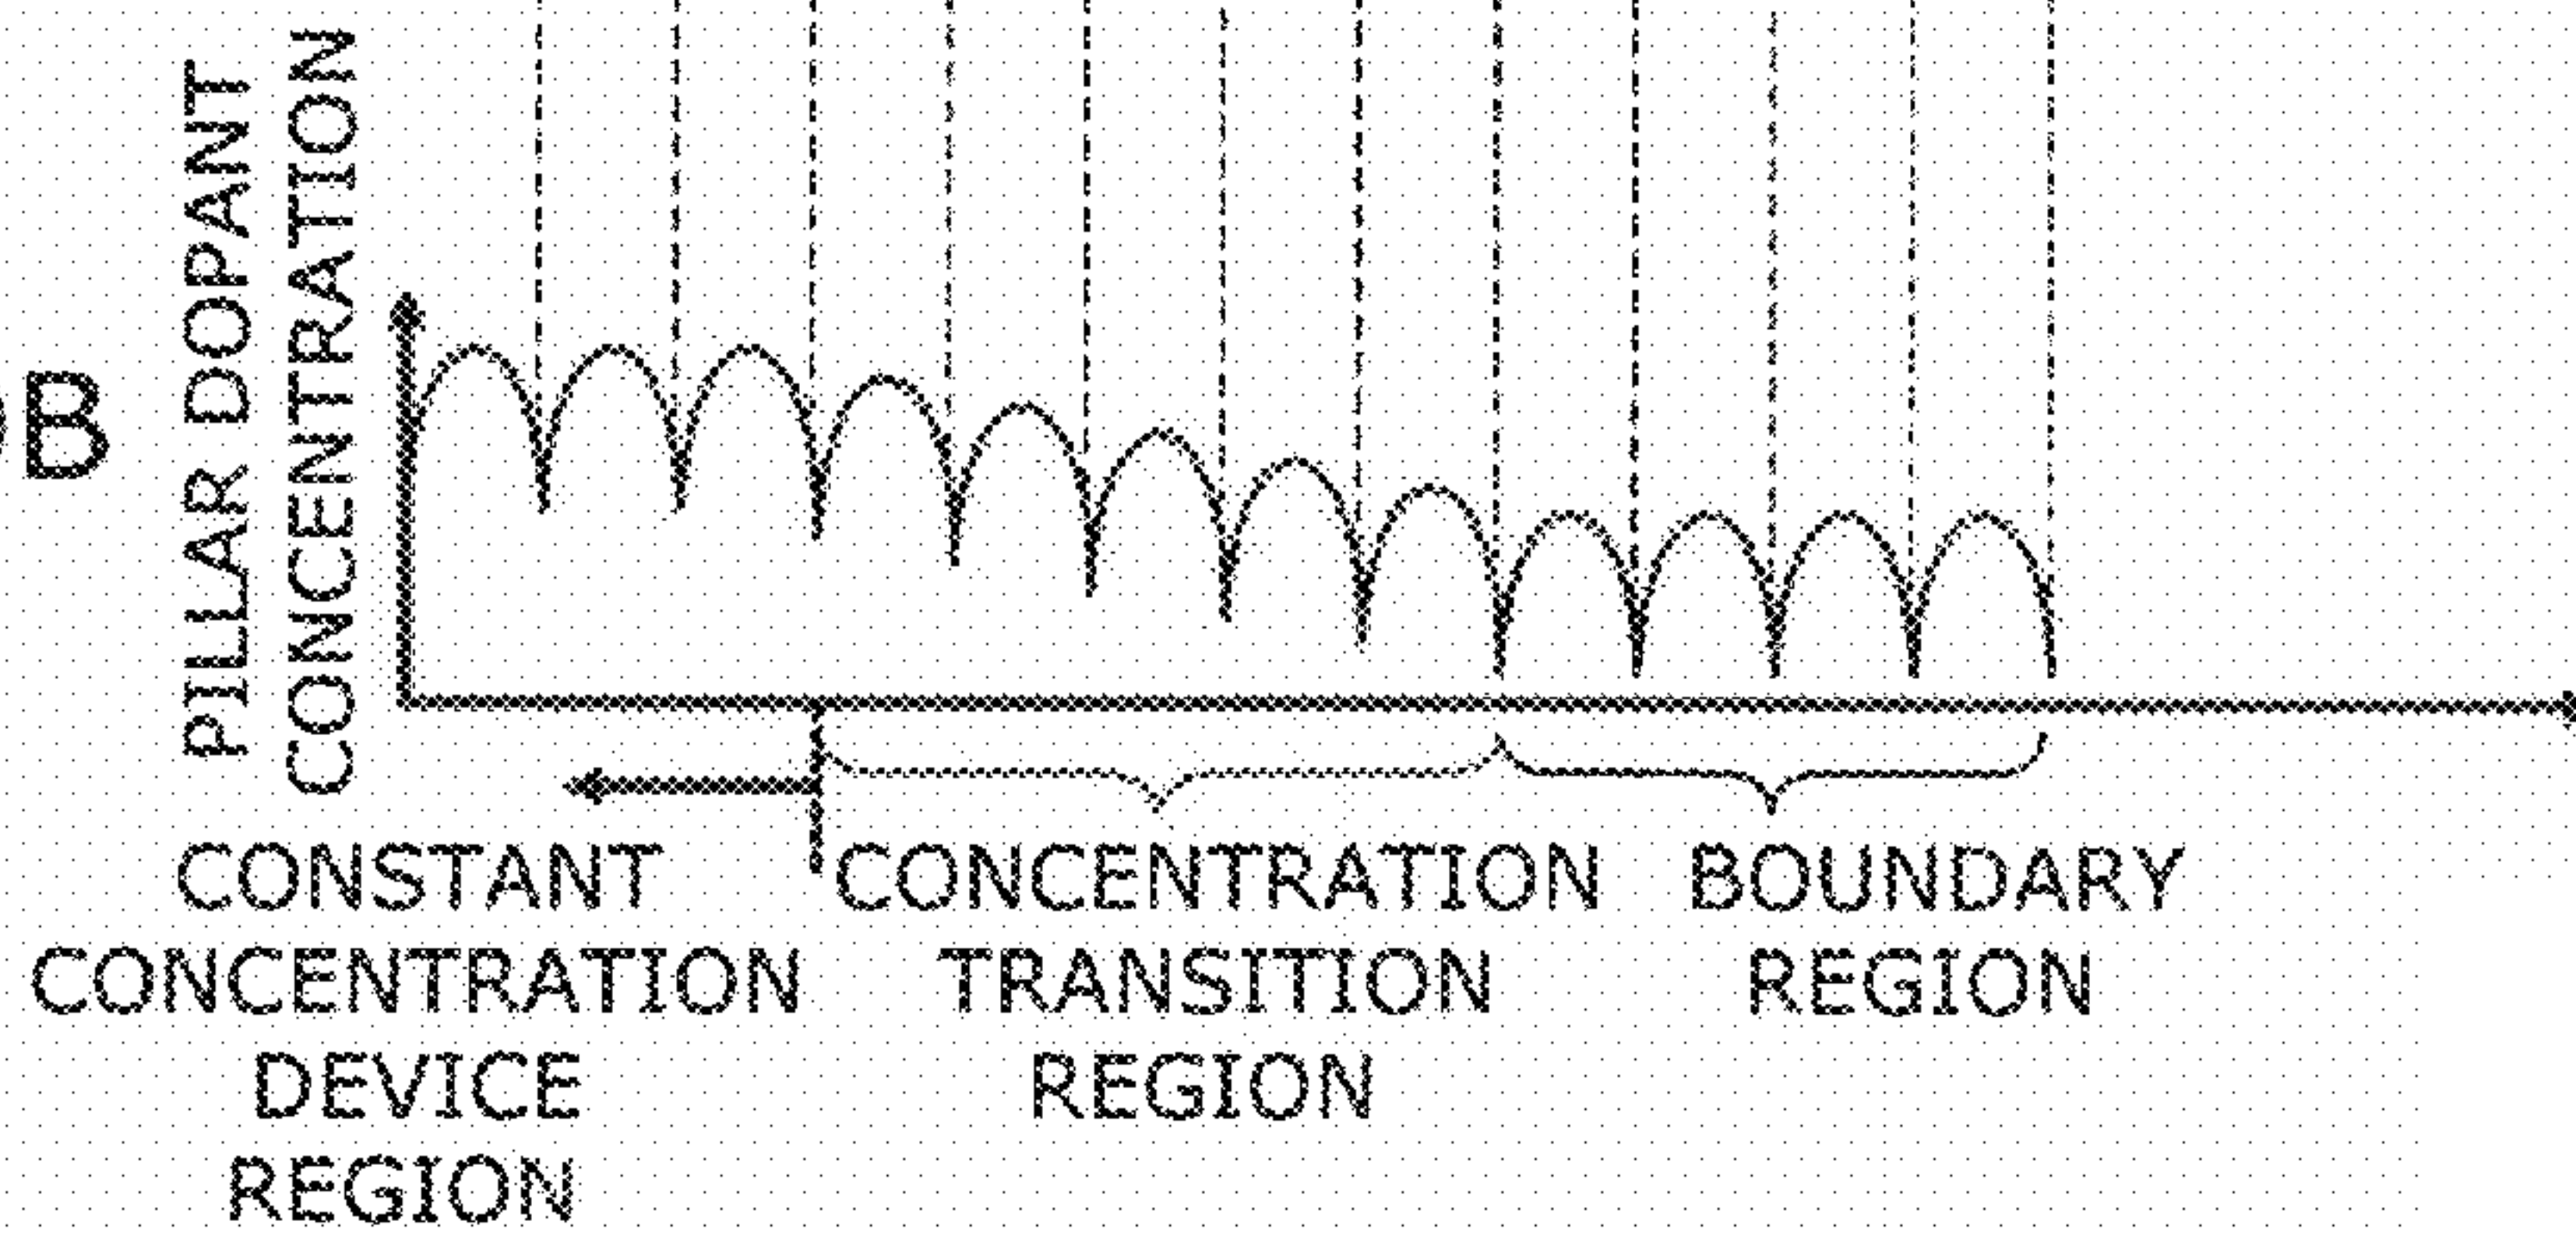 PILLAR DOPANT
CONCENTRATION
B
CONSTANT
CONCENTRATION
DEVICE
REGION
CONCENTRATION
TRANSITION
REGION
BOUNDARY
REGION